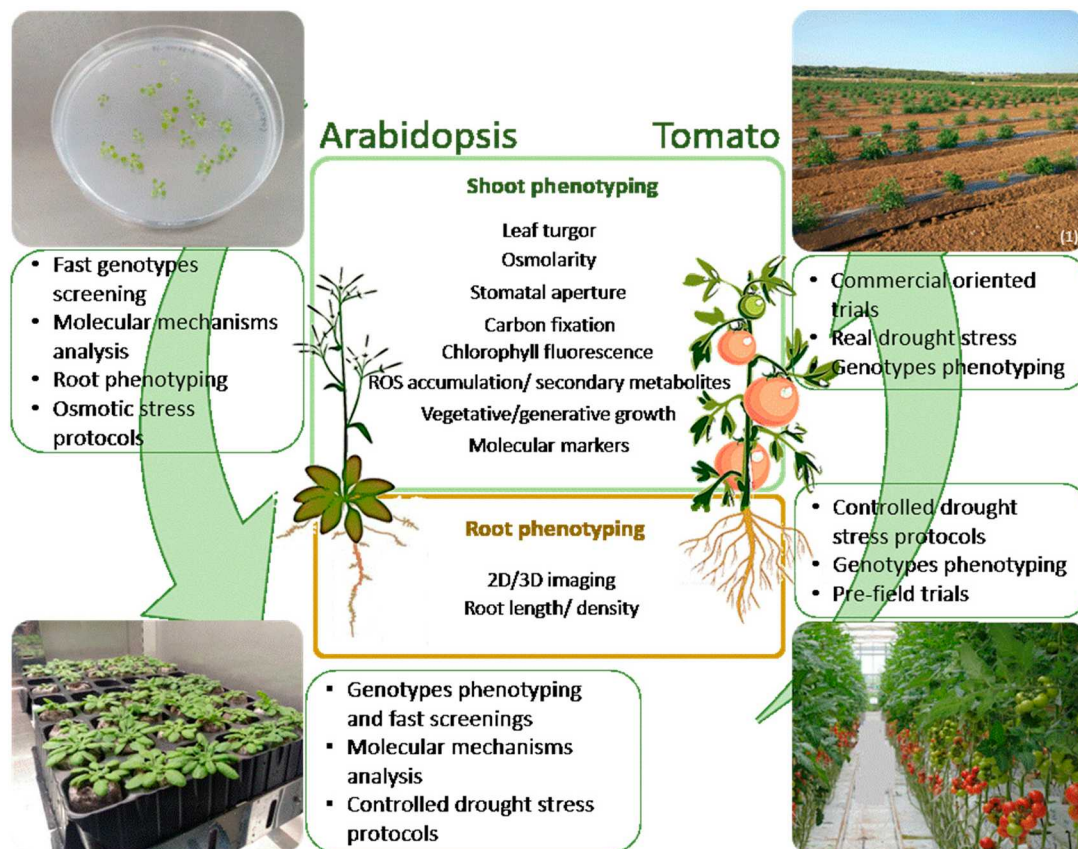 Arabidopsis
Tomato
Shoot phenotyping
Leaf turgor
Osmolarity
Stomatal aperture
Carbon fixation
Chlorophyll fluorescence
ROS accumulation/ secondary metabolites
Vegetative/generative growth
Molecular markers
Root phenotyping
2D/3D imaging
Root length/ density
• Fast genotypes
screening
• Molecular mechanisms
analysis
• Root phenotyping
• Osmotic stress
protocols
▪ Genotypes phenotyping
and fast screenings
▪ Molecular mechanisms
analysis
▪ Controlled drought stress
protocols
(1)
• Commercial oriented
trials
• Real drought stress
• Genotypes phenotyping
• Controlled drought
stress protocols
• Genotypes phenotyping
• Pre-field trials